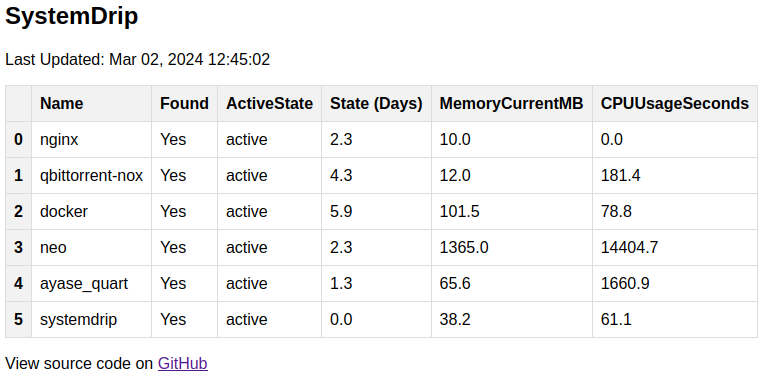 SystemDrip
Last Updated: Mar 02, 2024 12:45:02
Name Found ActiveState State (Days) MemoryCurrentMB CPUUsageSeconds
0 nginx Yes active 2.3 10.0 0.0
1 qbittorrent-nox Yes active 4.3 12.0 181.4
2 docker Yes active 5.9 101.5 78.8
3 neo Yes active 2.3 1365.0 14404.7
4 ayase_quart Yes active 1.3 65.6 1660.9
5 systemdrip Yes active 0.0 38.2 61.1
View source code on GitHub